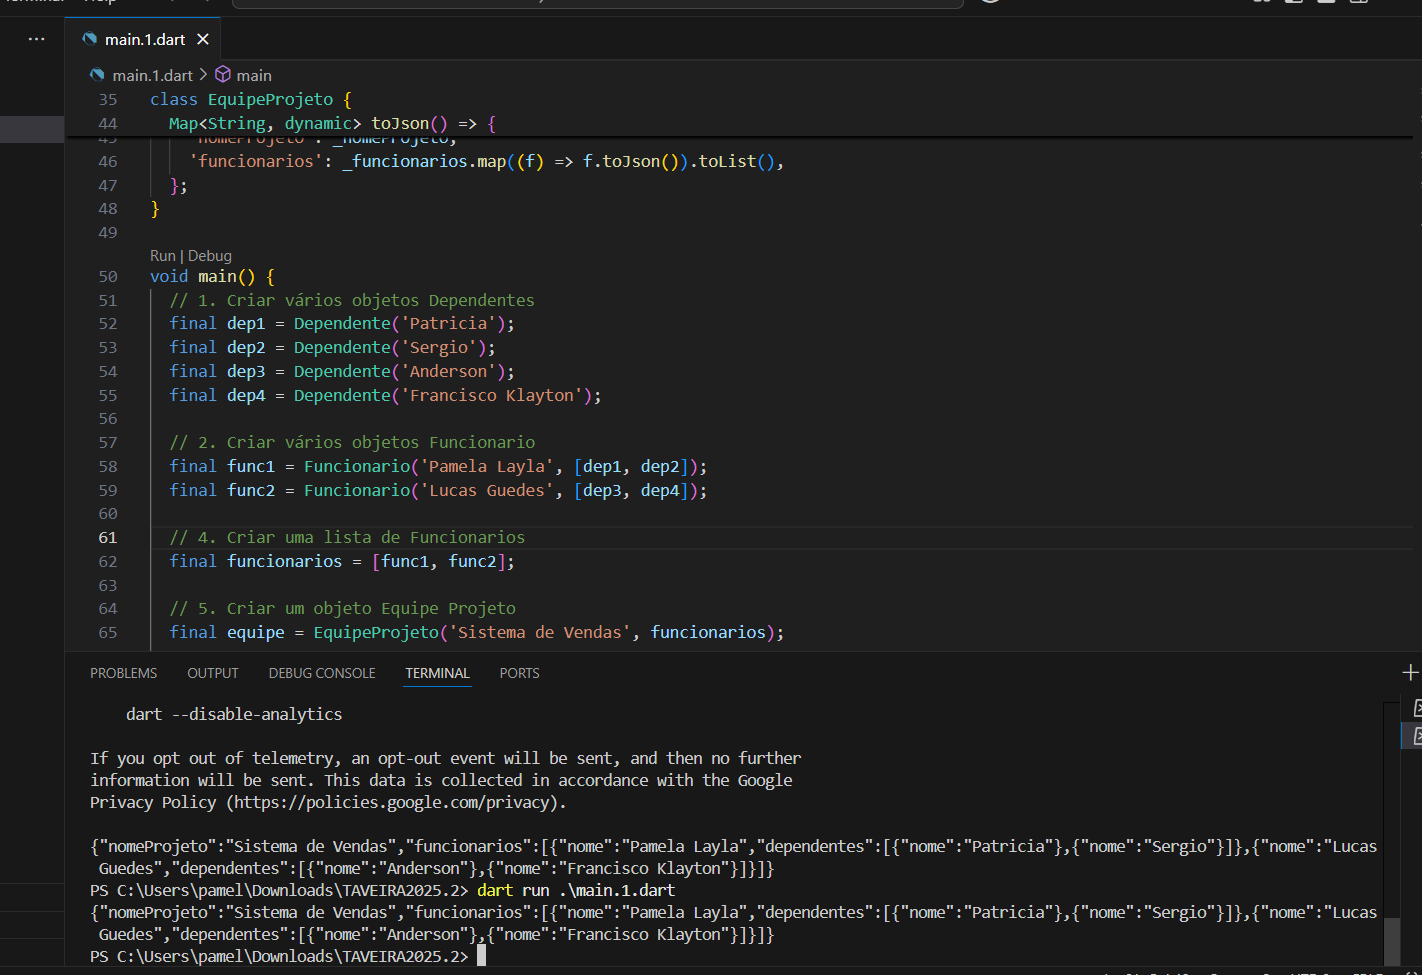 main.1.dart
main.1.dart > main
35 class EquipeProjeto {
44 Map<String, dynamic> toJson() => {
45 'nomeProjeto': _nomeProjeto,
46 'funcionarios': _funcionarios.map((f) => f.toJson()).toList(),
47 };
48 }
49
Run | Debug
50 void main() {
51 // 1. Criar vários objetos Dependentes
52 final dep1 = Dependente('Patricia');
53 final dep2 = Dependente('Sergio');
54 final dep3 = Dependente('Anderson');
55 final dep4 = Dependente('Francisco Klayton');
56
57 // 2. Criar vários objetos Funcionario
58 final func1 = Funcionario('Pamela Layla', [dep1, dep2]);
59 final func2 = Funcionario('Lucas Guedes', [dep3, dep4]);
60
61 // 4. Criar uma lista de Funcionarios
62 final funcionarios = [func1, func2];
63
64 // 5. Criar um objeto Equipe Projeto
65 final equipe = EquipeProjeto('Sistema de Vendas', funcionarios);
PROBLEMS OUTPUT DEBUG CONSOLE TERMINAL PORTS
dart --disable-analytics
If you opt out of telemetry, an opt-out event will be sent, and then no further
information will be sent. This data is collected in accordance with the Google
Privacy Policy (https://policies.google.com/privacy).
{"nomeProjeto":"Sistema de Vendas","funcionarios":[{"nome":"Pamela Layla","dependentes":[{"nome":"Patricia"},{"nome":"Sergio"}]},{"nome":"Lucas
Guedes","dependentes":[{"nome":"Anderson"},{"nome":"Francisco Klayton"}]}]}
PS C:\Users\pamel\Downloads\TAVEIRA2025.2> dart run .\main.1.dart
{"nomeProjeto":"Sistema de Vendas","funcionarios":[{"nome":"Pamela Layla","dependentes":[{"nome":"Patricia"},{"nome":"Sergio"}]},{"nome":"Lucas
Guedes","dependentes":[{"nome":"Anderson"},{"nome":"Francisco Klayton"}]}]}
PS C:\Users\pamel\Downloads\TAVEIRA2025.2>